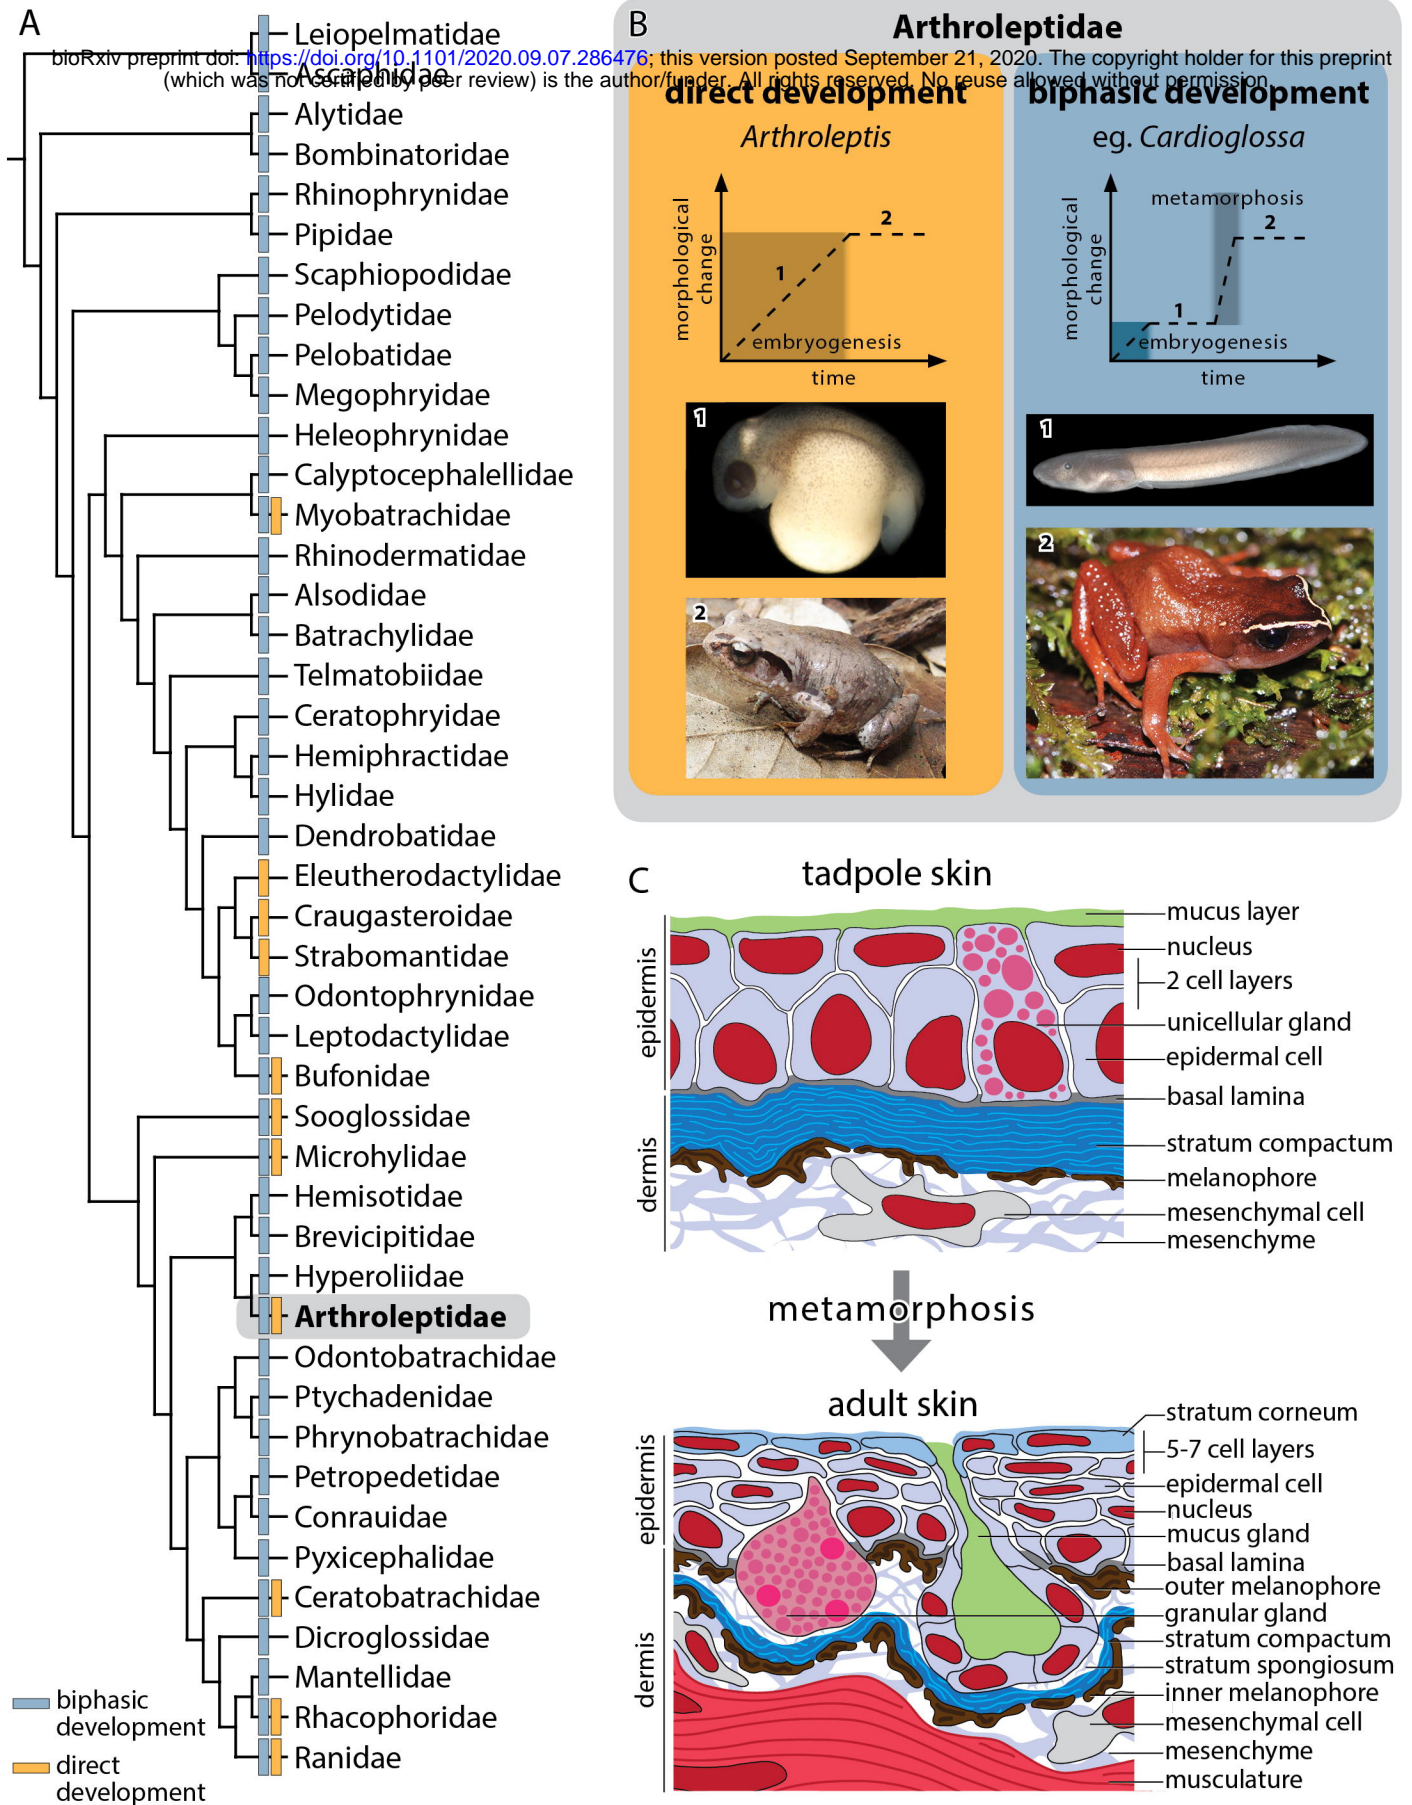 A
Leiopelmatidae
bioRxiv preprint doi: https://doi.org/10.1101/2020.09.07.286476; this version posted September 21, 2020. The copyright holder for this preprint
(which was not certified by peer review) is the author/funder. All rights reserved. No reuse allowed without permission.
Ascaphidae
Alytidae
Bombinatoridae
Rhinophrynidae
Pipidae
Scaphiopodidae
Pelodytidae
Pelobatidae
Megophryidae
Heleophrynidae
Calyptocephalellidae
Myobatrachidae
Rhinodermatidae
Alsodidae
Batrachylidae
Telmatobiidae
Ceratophryidae
Hemiphractidae
Hylidae
Dendrobatidae
Eleutherodactylidae
Craugasteroidae
Strabomantidae
Odontophrynidae
Leptodactylidae
Bufonidae
Sooglossidae
Microhylidae
Hemisotidae
Brevicipitidae
Hyperoliidae
Arthroleptidae
Odontobatrachidae
Ptychadenidae
Phrynobatrachidae
Petropedetidae
Conrauidae
Pyxicephalidae
Ceratobatrachidae
Dicroglossidae
Mantellidae
Rhacophoridae
Ranidae
biphasic
development
direct
development
B
Arthroleptidae
direct development
Arthroleptis
morphological
change
1
2
embryogenesis
time
1
2
biphasic development
eg. Cardioglossa
morphological
change
metamorphosis
2
1
embryogenesis
time
1
2
C
tadpole skin
epidermis
dermis
mucus layer
nucleus
2 cell layers
unicellular gland
epidermal cell
basal lamina
stratum compactum
melanophore
mesenchymal cell
mesenchyme
metamorphosis
adult skin
epidermis
dermis
stratum corneum
5-7 cell layers
epidermal cell
nucleus
mucus gland
basal lamina
outer melanophore
granular gland
stratum compactum
stratum spongiosum
inner melanophore
mesenchymal cell
mesenchyme
musculature